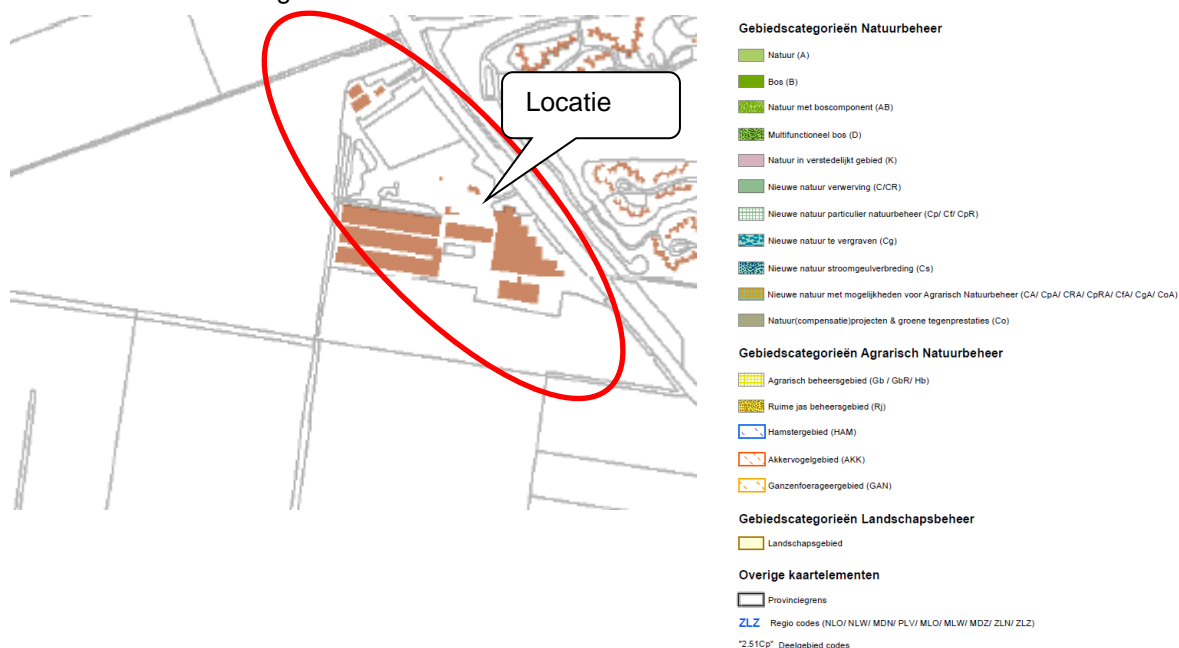 Locatie
Gebiedscategorieën Natuurbeheer
Natuur (A)
Bos (B)
Natuur met boscomponent (AB)
Multifunctioneel bos (D)
Natuur in verstedelijkt gebied (K)
Nieuwe natuur verwerving (C/CR)
Nieuwe natuur particulier natuurbeheer (Cp/ Cf/ CpR)
Nieuwe natuur te vergraven (Cg)
Nieuwe natuur stroomgeulverbreding (Cs)
Nieuwe natuur met mogelijkheden voor Agrarisch Natuurbeheer (CA/ CpA/ CRA/ CpRA/ CfA/ CgA/ CoA)
Natuur(compensatie)projecten & groene tegenprestaties (Co)
Gebiedscategorieën Agrarisch Natuurbeheer
Agrarisch beheersgebied (Gb / GbR/ Hb)
Ruime jas beheersgebied (Rj)
Hamstergebied (HAM)
Akkervogelgebied (AKK)
Ganzenfoerageergebied (GAN)
Gebiedscategorieën Landschapsbeheer
Landschapsgebied
Overige kaartelementen
Provinciegrens
ZLZ Regio codes (NLO/ NLW/ MDN/ PLV/ MLO/ MLW/ MDZ/ ZLN/ ZLZ)
"2.51Cp" Deelgebied codes